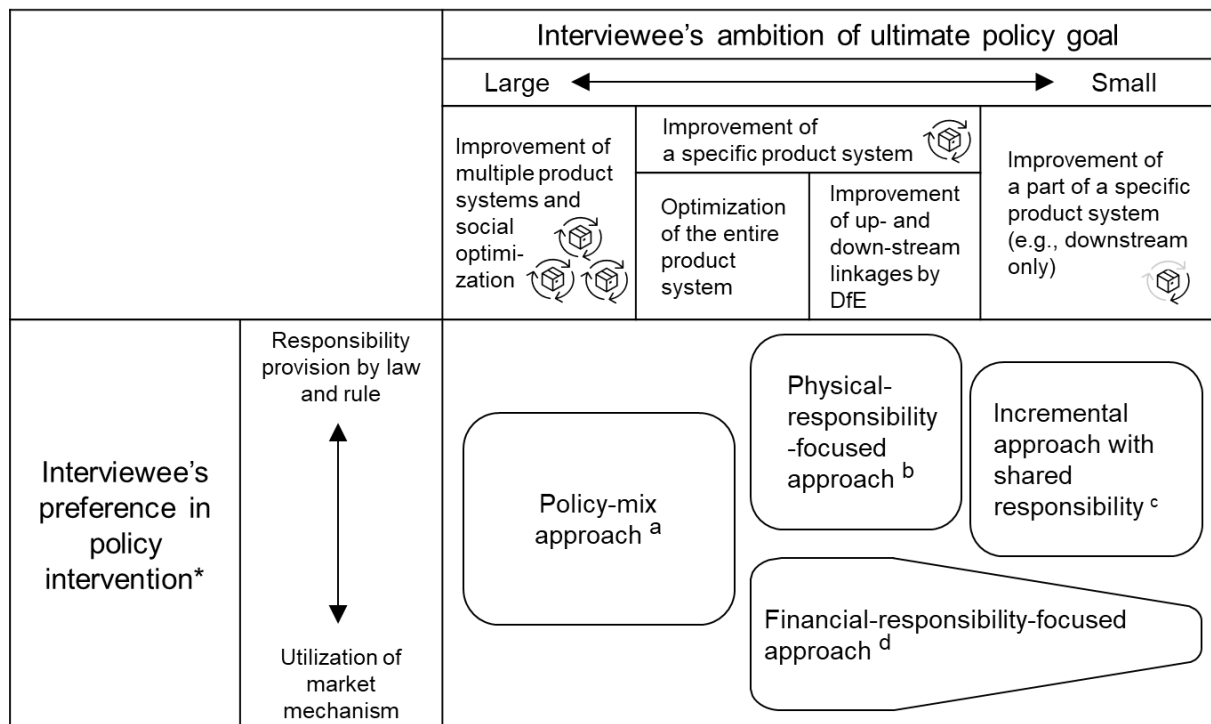 Interviewee’s ambition of ultimate policy goal
Large
Small
Improvement of
multiple product
systems and
social
optimi-
zation
Improvement of
a specific product system
Optimization
of the entire
product
system
Improvement
of up- and
down-stream
linkages by
DfE
Improvement of
a part of a specific
product system
(e.g., downstream
only)
Interviewee’s
preference in
policy
intervention*
Responsibility
provision by law
and rule
Utilization of
market
mechanism
Policy-mix
approach a
Physical-
responsibility
-focused
approach b
Incremental
approach with
shared
responsibility c
Financial-responsibility-focused
approach d